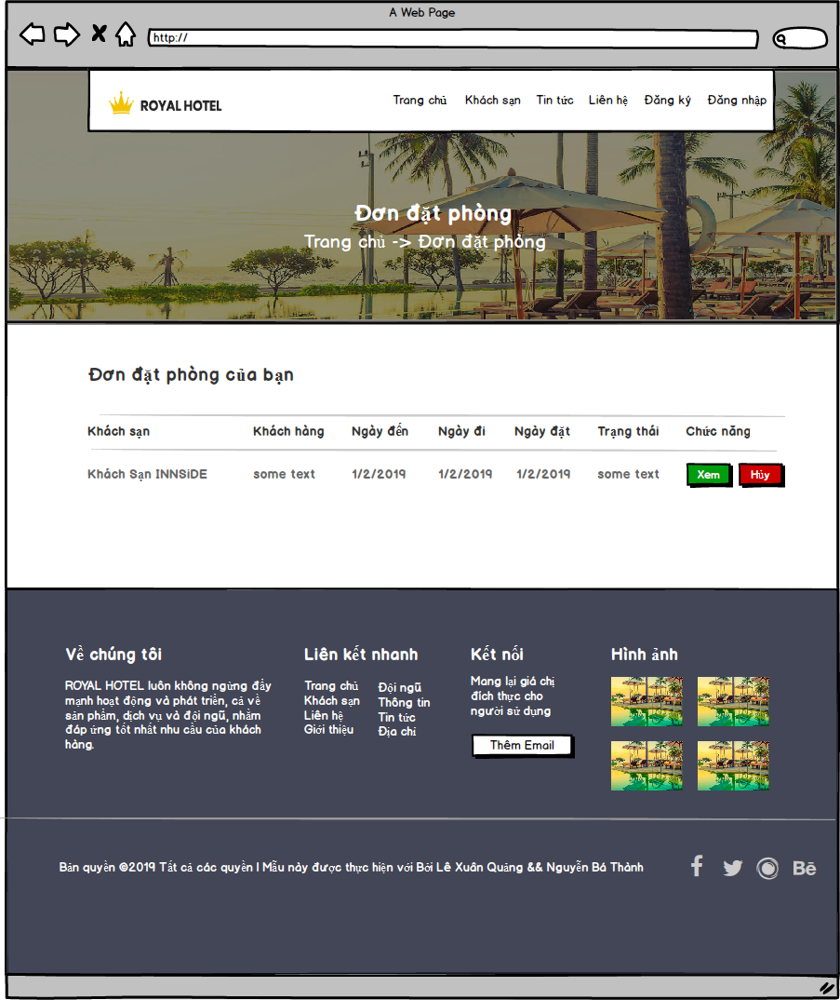 A Web Page
http://
ROYAL HOTEL
Trang chủ Khách sạn Tin tức Liên hệ Đăng ký Đăng nhập
Đơn đặt phòng
Trang chủ -> Đơn đặt phòng
Đơn đặt phòng của bạn
Khách sạn Khách hàng Ngày đến Ngày đi Ngày đặt Trạng thái Chức năng
Khách Sạn INNSiDE some text 1/2/2019 1/2/2019 1/2/2019 some text Xem Hủy
Về chúng tôi
ROYAL HOTEL luôn không ngừng đẩy
mạnh hoạt động và phát triển, cả về
sản phẩm, dịch vụ và đội ngũ, nhằm
đáp ứng tốt nhất nhu cầu của khách
hàng.
Liên kết nhanh
Trang chủ
Khách sạn
Liên hệ
Giới thiệu
Đội ngũ
Thông tin
Tin tức
Địa chỉ
Kết nối
Mang lại giá chị
đích thực cho
người sử dụng
Thêm Email
Hình ảnh
Bản quyền ©2019 Tất cả các quyền | Mẫu này được thực hiện với Bởi Lê Xuân Quảng && Nguyễn Bá Thành
Bē